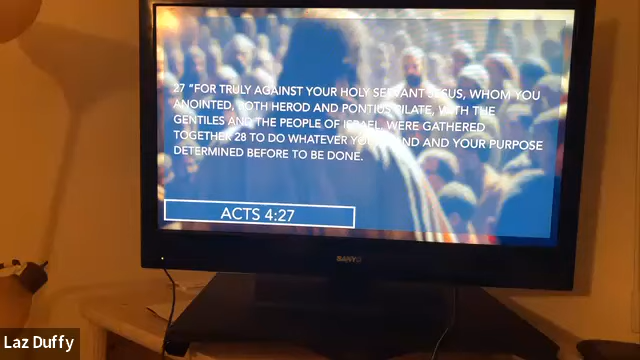 27 "FOR TRULY AGAINST YOUR HOLY SERVANT JESUS, WHOM YOU
ANOINTED, BOTH HEROD AND PONTIUS PILATE, WITH THE
GENTILES AND THE PEOPLE OF ISRAEL, WERE GATHERED
TOGETHER 28 TO DO WHATEVER YOUR HAND AND YOUR PURPOSE
DETERMINED BEFORE TO BE DONE.
ACTS 4:27
SANYO
Laz Duffy